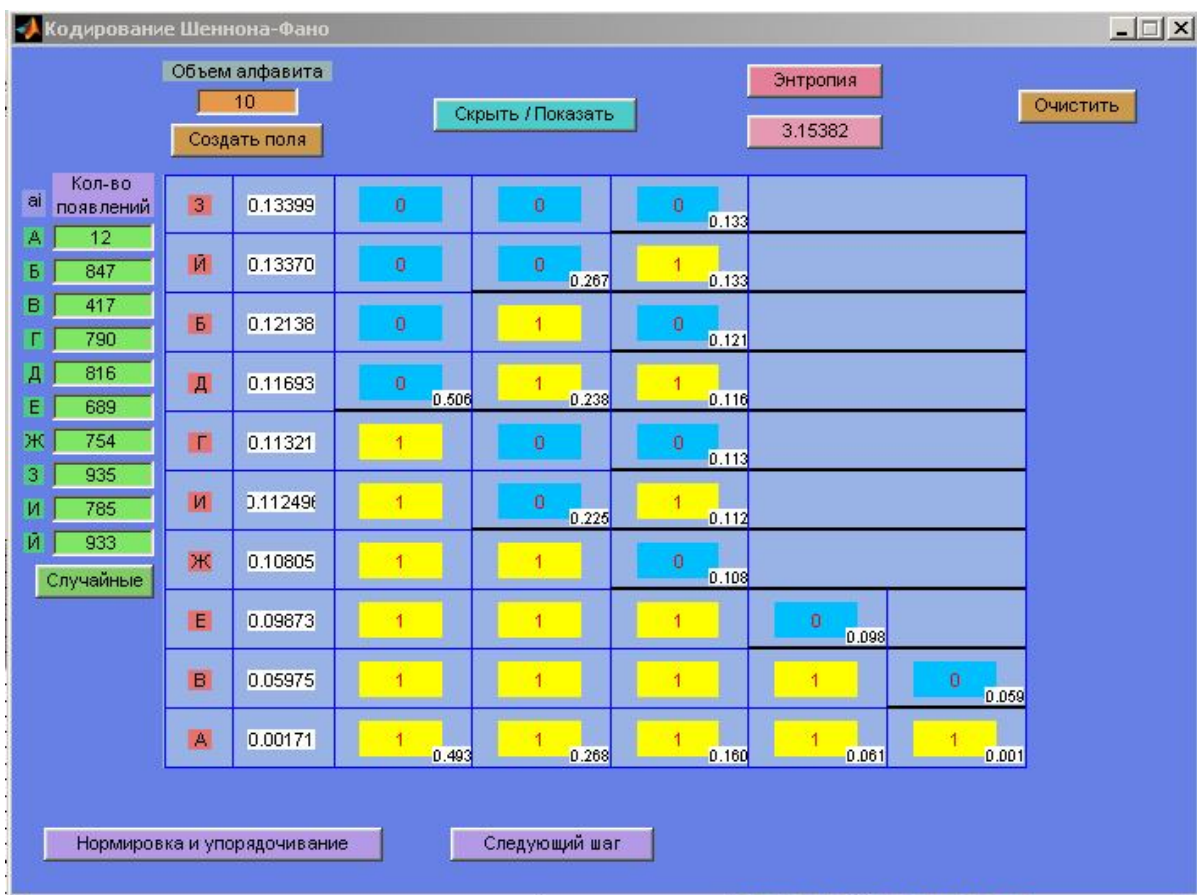 Кодирование Шеннона-Фано
Объем алфавита
10
Создать поля
Скрыть / Показать
Энтропия
3.15382
Очистить
ai Кол-во появлений
А 12
Б 847
В 417
Г 790
Д 816
Е 689
Ж 754
З 935
И 785
Й 933
Случайные
З 0.13399 0 0 0 0.133
Й 0.13370 0 0 0.267 1 0.133
Б 0.12138 0 1 0 0.121
Д 0.11693 0 0.506 1 0.238 1 0.116
Г 0.11321 1 0 0 0.113
И 0.11249 1 0 0.225 1 0.112
Ж 0.10805 1 1 0 0.108
Е 0.09873 1 1 1 0 0.098
В 0.05975 1 1 1 1 0 0.059
А 0.00171 1 0.493 1 0.268 1 0.160 1 0.061 1 0.001
Нормировка и упорядочивание
Следующий шаг